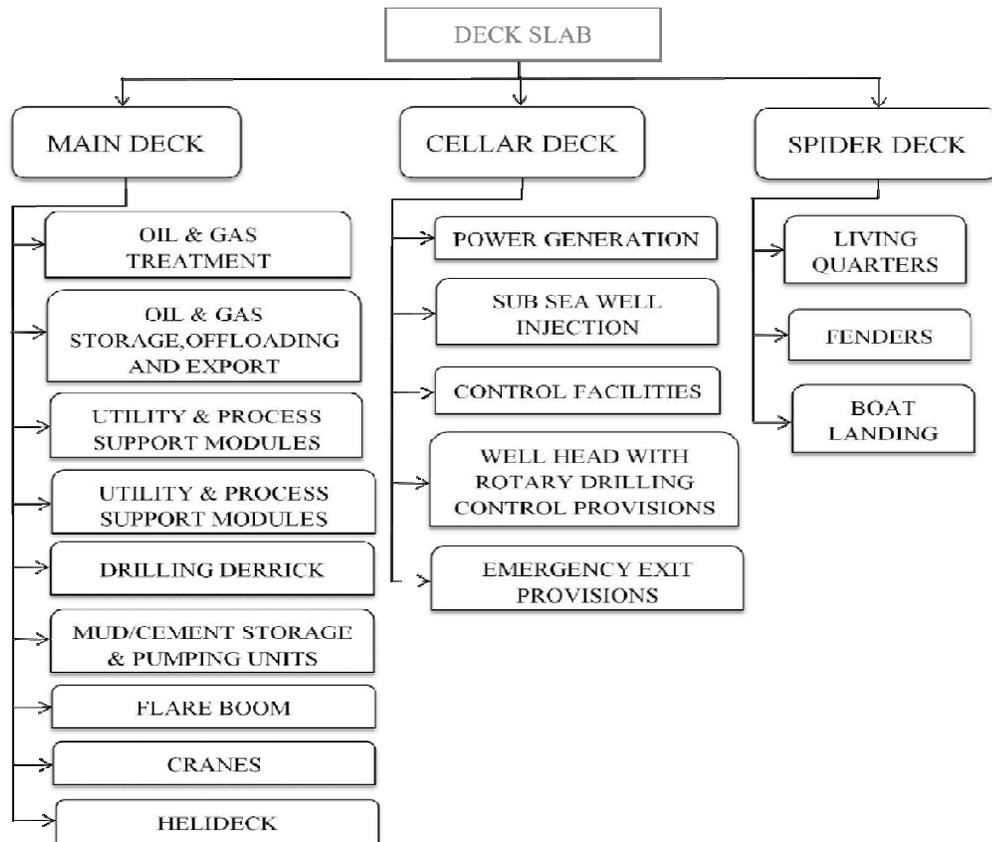 DECK SLAB
MAIN DECK
OIL & GAS
TREATMENT
OIL & GAS
STORAGE,OFFLOADING
AND EXPORT
UTILITY & PROCESS
SUPPORT MODULES
UTILITY & PROCESS
SUPPORT MODULES
DRILLING DERRICK
MUD/CEMENT STORAGE
& PUMPING UNITS
FLARE BOOM
CRANES
HELIDECK
CELLAR DECK
POWER GENERATION
SUB SEA WELL
INJECTION
CONTROL FACILITIES
WELL HEAD WITH
ROTARY DRILLING
CONTROL PROVISIONS
EMERGENCY EXIT
PROVISIONS
SPIDER DECK
LIVING
QUARTERS
FENDERS
BOAT
LANDING